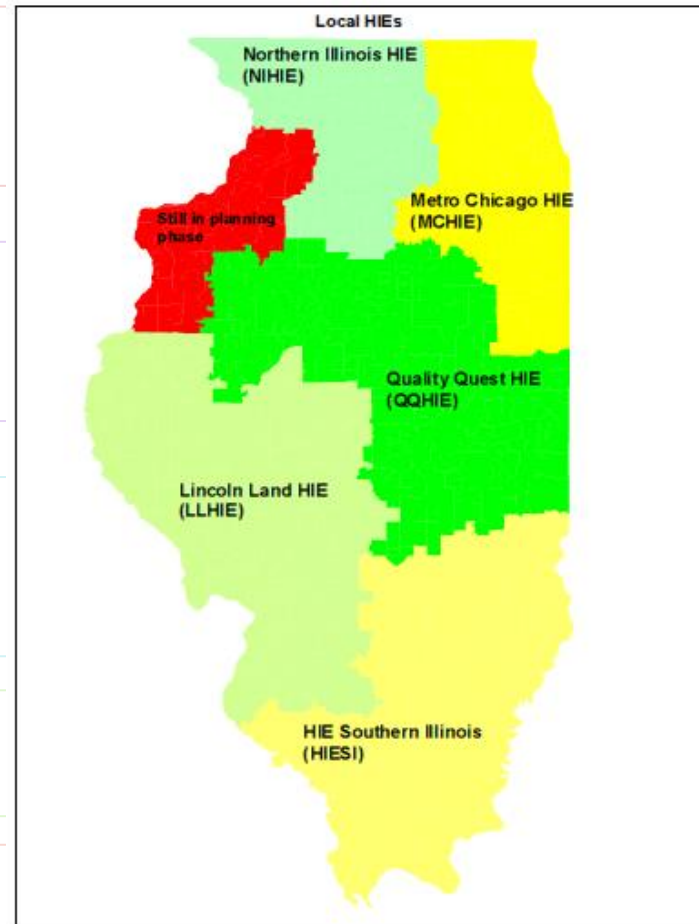 Local HIEs
Northern Illinois HIE
(NIHIE)
Metro Chicago HIE
(MCHIE)
Still in planning
phase
Quality Quest HIE
(QQHIE)
Lincoln Land HIE
(LLHIE)
HIE Southern Illinois
(HIESI)